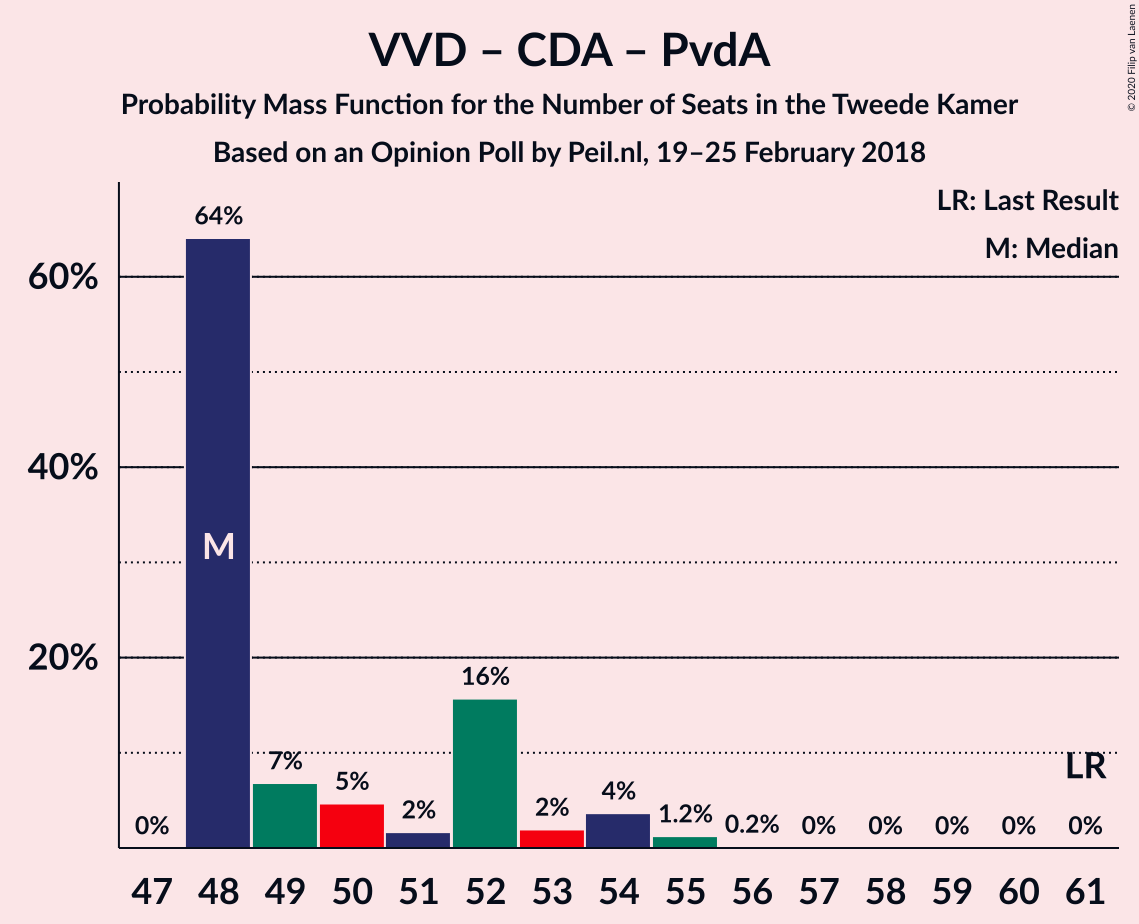 VVD – CDA – PvdA
Probability Mass Function for the Number of Seats in the Tweede Kamer
Based on an Opinion Poll by Peil.nl, 19–25 February 2018
© 2020 Filip van Laenen
LR: Last Result
M: Median
60%
40%
20%
0%
64%
7%
5%
2%
16%
2%
4%
1.2%
0.2%
0%
0%
0%
0%
0%
M
LR
47 48 49 50 51 52 53 54 55 56 57 58 59 60 61